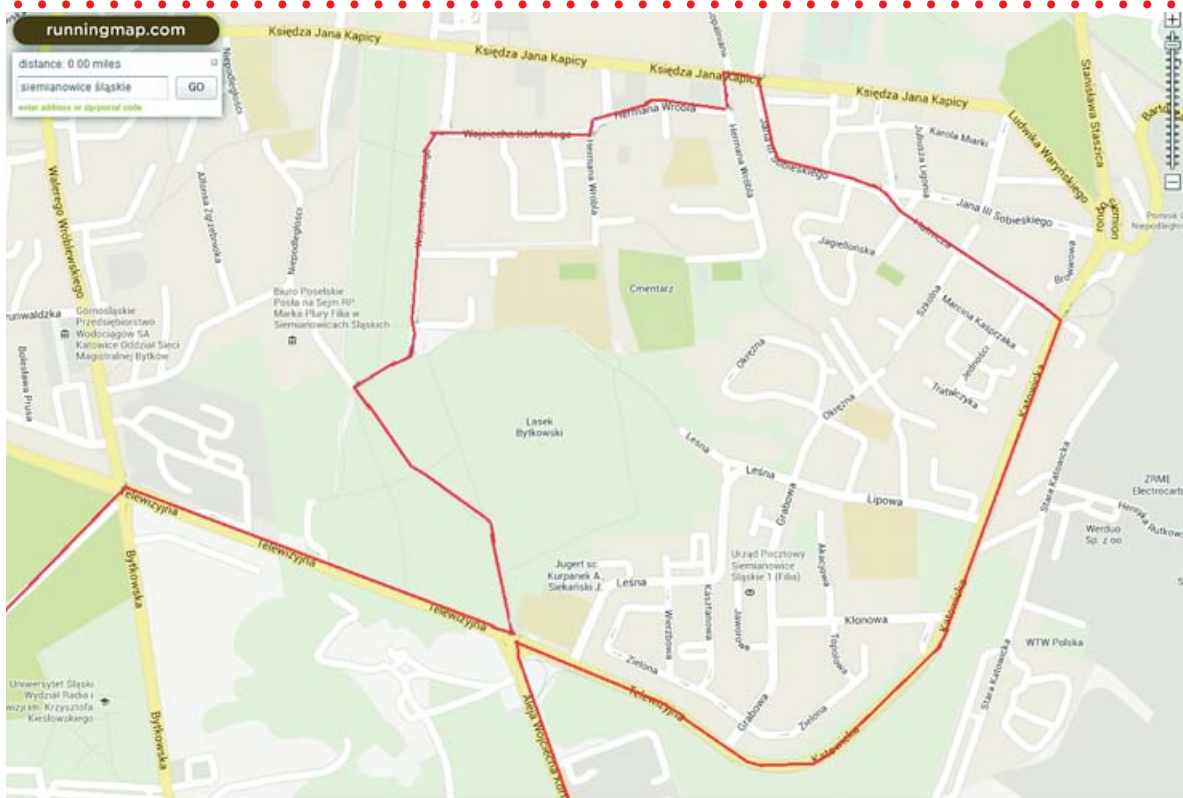 runningmap.com
distance: 0.00 miles
siemianowice śląskie
GO
enter address or zip/postal code
Księdza Jana Kapicy
Księdza Jana Kapicy
Księdza Jana Kapicy
Księdza Jana Kapicy
Niepodległości
Stanisława Staszica
Ludwika Waryńskiego
Karola Miarki
Juliusza Ligonia
Hermana Wróbla
Wojciecha Korfantego
Hermana Wróbla
Hermana Wróbla
Jana III Sobieskiego
Jana III Sobieskiego
Walerego Wróblewskiego
Alfonsa Zgrzebnioka
Niepodległości
Wojciecha Korfantego
Jagiellońska
Hutnicza
Browarowa
Cmentarz
Biuro Poselskie
Posła na Sejm RP
Marka Plury Filia w
Siemianowicach Śląskich
Górnośląskie
Przedsiębiorstwo
Wodociągów SA
Katowice Oddział Sieci
Magistralnej Bytków
Bolesława Prusa
Szkolna
Marcina Kasprzaka
Jedności
Okrężna
Okrężna
Katowicka
Lasek
Bytkowski
Leśna
Leśna
Lipowa
Grabowa
Stara Katowicka
ZRME
Werduo
Sp. z oo
Telewizyjna
Telewizyjna
Telewizyjna
Bytkowska
Jugert sc
Kurpanek A.,
Siekański J.
Leśna
Urząd Pocztowy
Siemianowice
Śląskie 1 (Filia)
Akacjowa
Kasztanowa
Wierzbowa
Jaworowa
Klonowa
Topolowa
Katowicka
WTW Polska
Zielona
Telewizyjna
Grabowa
Zielona
Katowicka
Stara Katowicka
Uniwersytet Śląski
Wydział Radia i
Kieślowskiego
Bytkowska